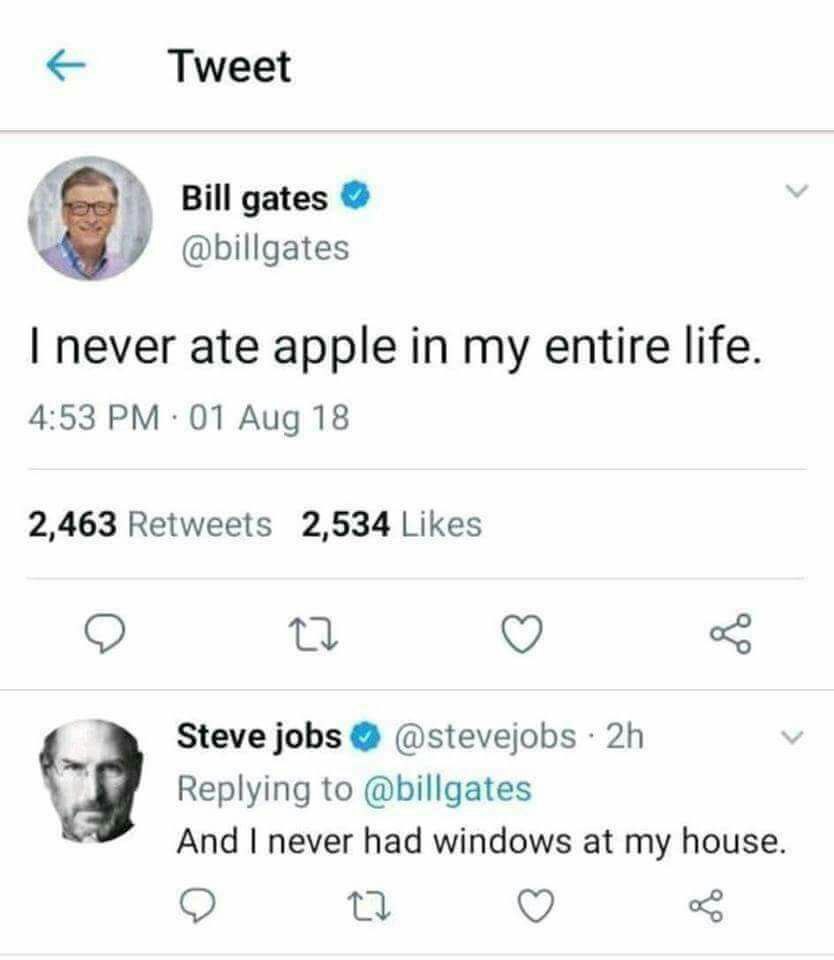 Tweet
Bill gates
@billgates
I never ate apple in my entire life.
4:53 PM · 01 Aug 18
2,463 Retweets 2,534 Likes
Steve jobs @stevejobs · 2h
Replying to @billgates
And I never had windows at my house.